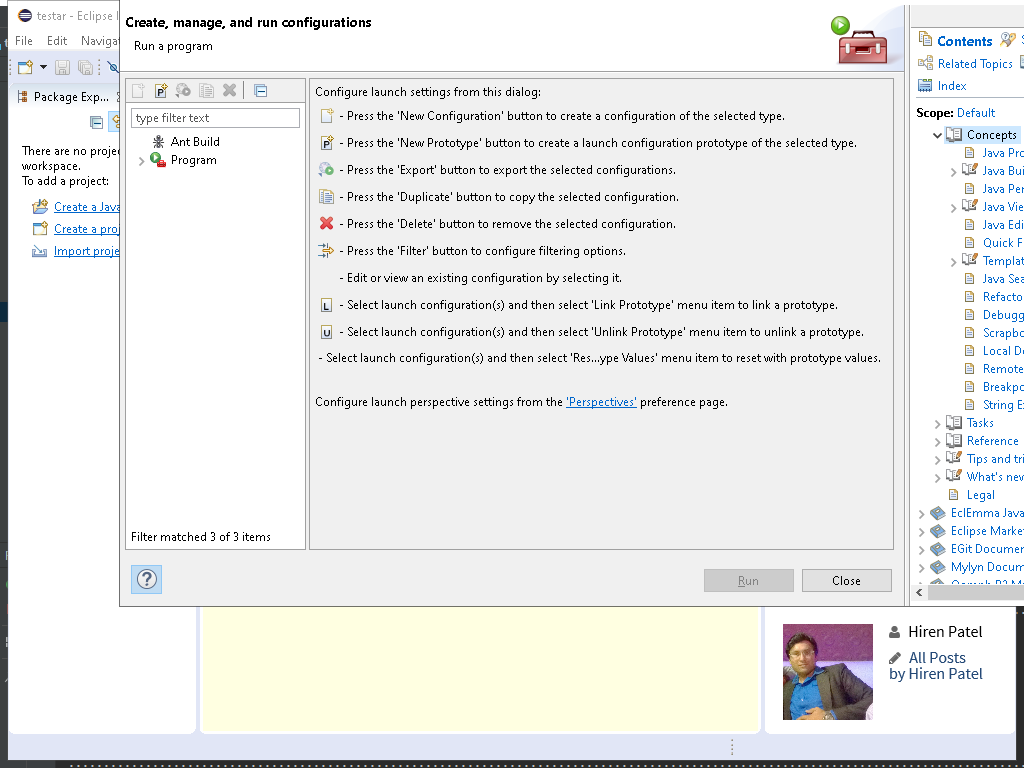 testar - Eclipse I
File Edit Naviga
Package Exp...
There are no proje
workspace.
To add a project:
Create a Java
Create a proj
Import proje
Create, manage, and run configurations
Run a program
type filter text
Ant Build
Program
Filter matched 3 of 3 items
Configure launch settings from this dialog:
- Press the 'New Configuration' button to create a configuration of the selected type.
P - Press the 'New Prototype' button to create a launch configuration prototype of the selected type.
- Press the 'Export' button to export the selected configurations.
- Press the 'Duplicate' button to copy the selected configuration.
- Press the 'Delete' button to remove the selected configuration.
- Press the 'Filter' button to configure filtering options.
- Edit or view an existing configuration by selecting it.
L - Select launch configuration(s) and then select 'Link Prototype' menu item to link a prototype.
U - Select launch configuration(s) and then select 'Unlink Prototype' menu item to unlink a prototype.
- Select launch configuration(s) and then select 'Res...ype Values' menu item to reset with prototype values.
Configure launch perspective settings from the 'Perspectives' preference page.
?
Run
Close
Contents
Related Topics
Index
Scope: Default
Concepts
Java Pro
Java Bui
Java Per
Java Vie
Java Edi
Quick F
Templat
Java Sea
Refacto
Debugg
Scrapbo
Local De
Remote
Breakpo
String Ex
Tasks
Reference
Tips and tri
What's new
Legal
EclEmma Java
Eclipse Marke
EGit Documen
Mylyn Docum
Hiren Patel
All Posts
by Hiren Patel